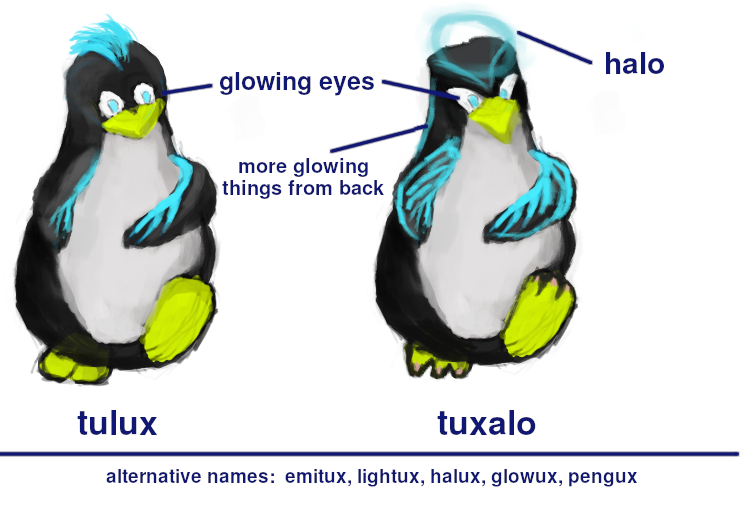 halo
glowing eyes
more glowing
things from back
tulux
tuxalo
alternative names: emitux, lightux, halux, glowux, pengux